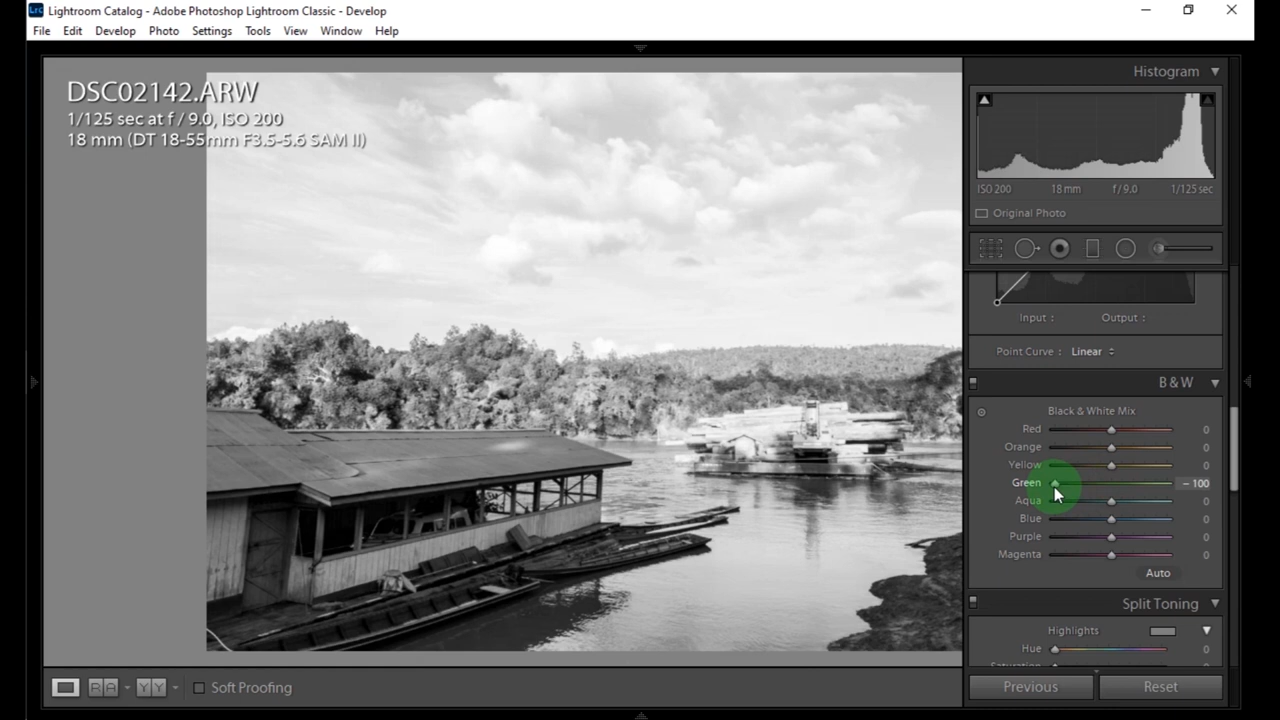 Lrc Lightroom Catalog - Adobe Photoshop Lightroom Classic - Develop
File Edit Develop Photo Settings Tools View Window Help
DSC02142.ARW
1/125 sec at f / 9.0, ISO 200
18 mm (DT 18-55mm F3.5-5.6 SAM II)
Histogram
ISO 200 18 mm f / 9.0 1/125 sec
Original Photo
Input : Output :
Point Curve : Linear
B & W
Black & White Mix
Red 0
Orange 0
Yellow 0
Green - 100
Aqua 0
Blue 0
Purple 0
Magenta 0
Auto
Split Toning
Highlights
Hue 0
Saturation
R A Y Y Soft Proofing
Previous Reset